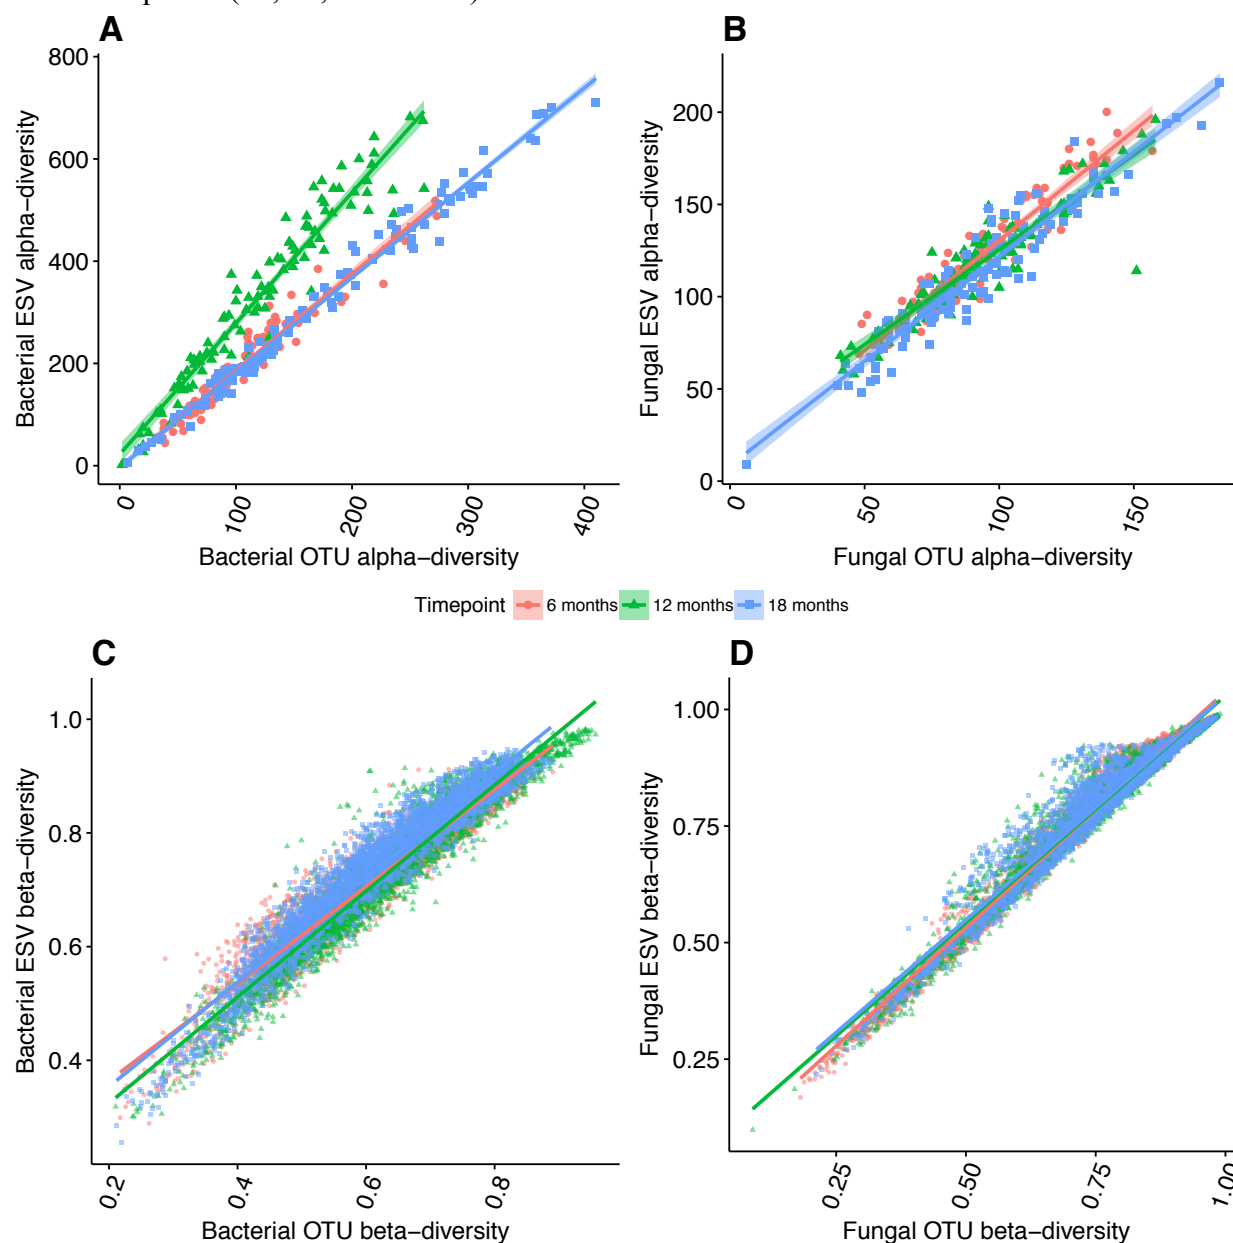 A
B
800
600
400
200
0
Bacterial ESV alpha−diversity
0
100
200
300
400
Bacterial OTU alpha−diversity
200
150
100
50
0
Fungal ESV alpha−diversity
0
50
100
150
Fungal OTU alpha−diversity
Timepoint 6 months 12 months 18 months
C
D
1.0
0.8
0.6
0.4
Bacterial ESV beta−diversity
0.2
0.4
0.6
0.8
Bacterial OTU beta−diversity
1.00
0.75
0.50
0.25
Fungal ESV beta−diversity
0.25
0.50
0.75
1.00
Fungal OTU beta−diversity